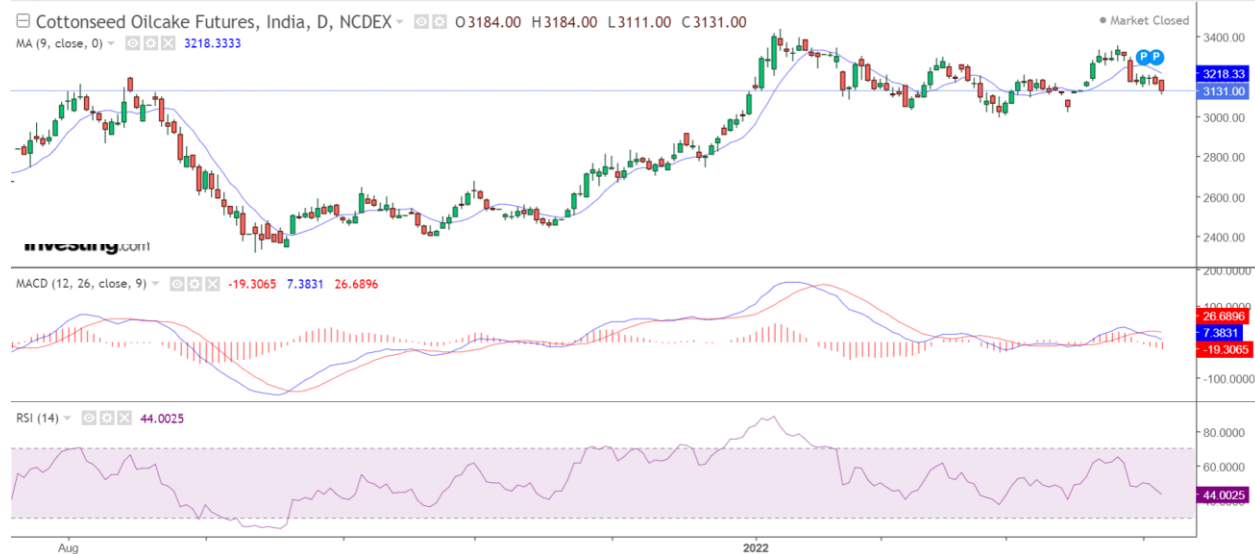 Cottonseed Oilcake Futures, India, D, NCDEX O3184.00 H3184.00 L3111.00 C3131.00
Market Closed
MA (9, close, 0) 3218.3333
3400.00
P P
3218.33
3131.00
3000.00
2800.00
2600.00
2400.00
Investing.com
200.0000
MACD (12, 26, close, 9) -19.3065 7.3831 26.6896
100.0000
26.6896
7.3831
-19.3065
-100.0000
RSI (14) 44.0025
80.0000
60.0000
44.0025
Aug 2022